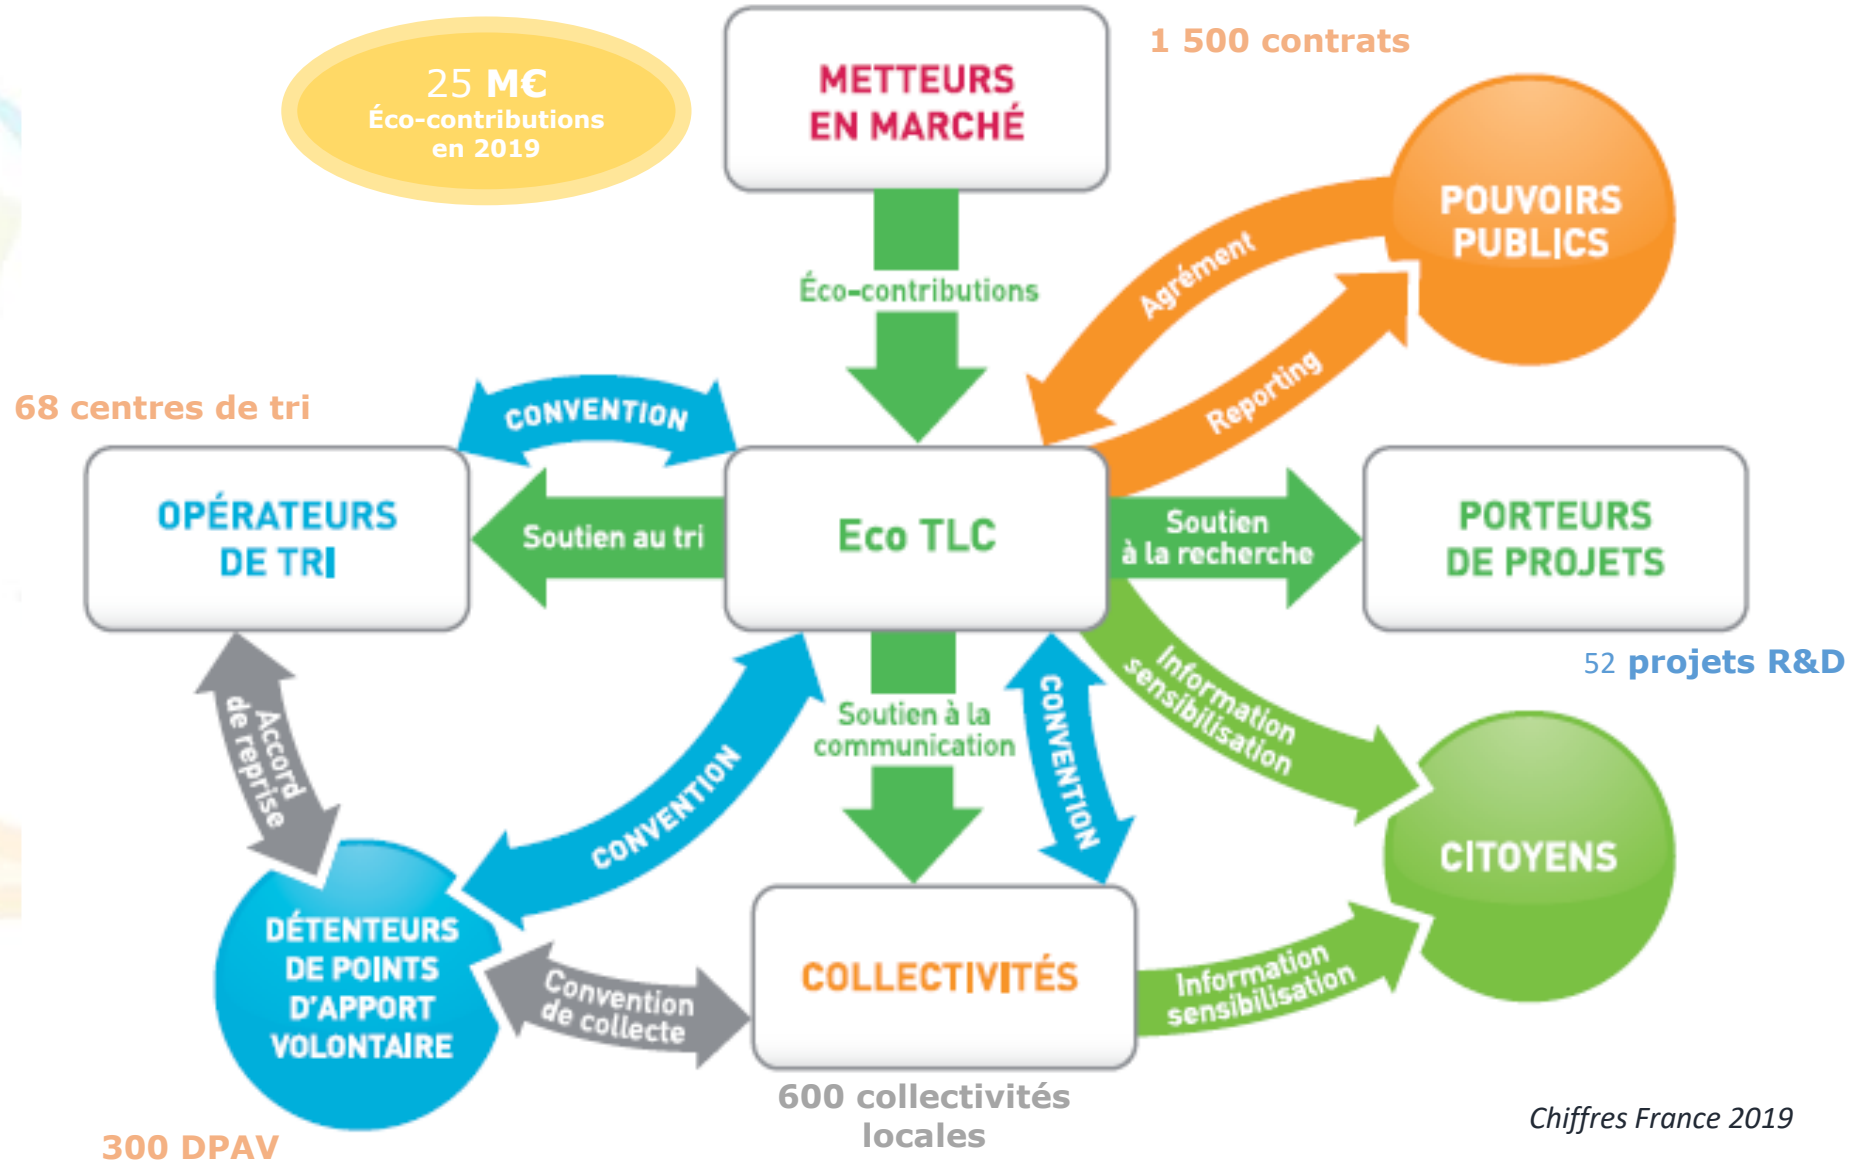 25 M€
Éco-contributions
en 2019
METTEURS
EN MARCHÉ
1 500 contrats
POUVOIRS
PUBLICS
Agrément
Reporting
Éco-contributions
68 centres de tri
CONVENTION
OPÉRATEURS
DE TRI
Soutien au tri
Eco TLC
Soutien
à la recherche
PORTEURS
DE PROJETS
52 projets R&D
Accord
de reprise
CONVENTION
Soutien à la
communication
CONVENTION
Information
sensibilisation
CITOYENS
DÉTENTEURS
DE POINTS
D'APPORT
VOLONTAIRE
Convention
de collecte
COLLECTIVITÉS
Information
sensibilisation
600 collectivités
locales
300 DPAV
Chiffres France 2019